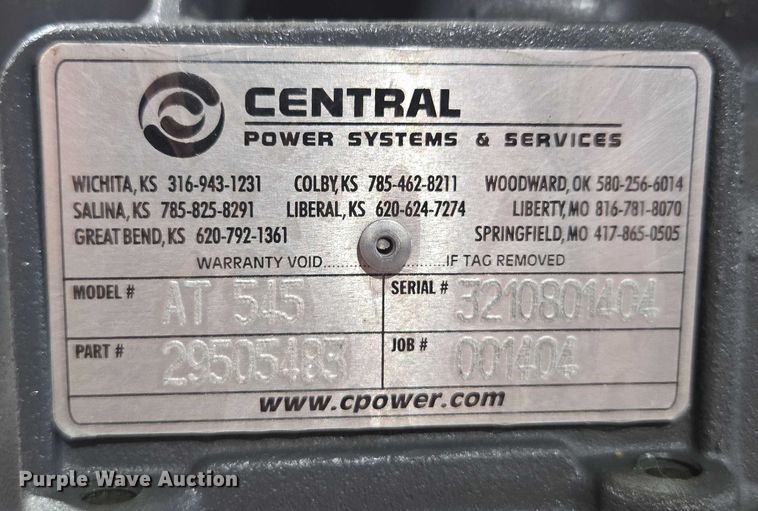 CENTRAL
POWER SYSTEMS & SERVICES
WICHITA, KS 316-943-1231 COLBY, KS 785-462-8211 WOODWARD, OK 580-256-6014
SALINA, KS 785-825-8291 LIBERAL, KS 620-624-7274 LIBERTY, MO 816-781-8070
GREAT BEND, KS 620-792-1361 SPRINGFIELD, MO 417-865-0505
WARRANTY VOID..............................IF TAG REMOVED
MODEL # AT 545 SERIAL # 3210801404
PART # 29505483 JOB # 001404
www.cpower.com
Purple Wave Auction